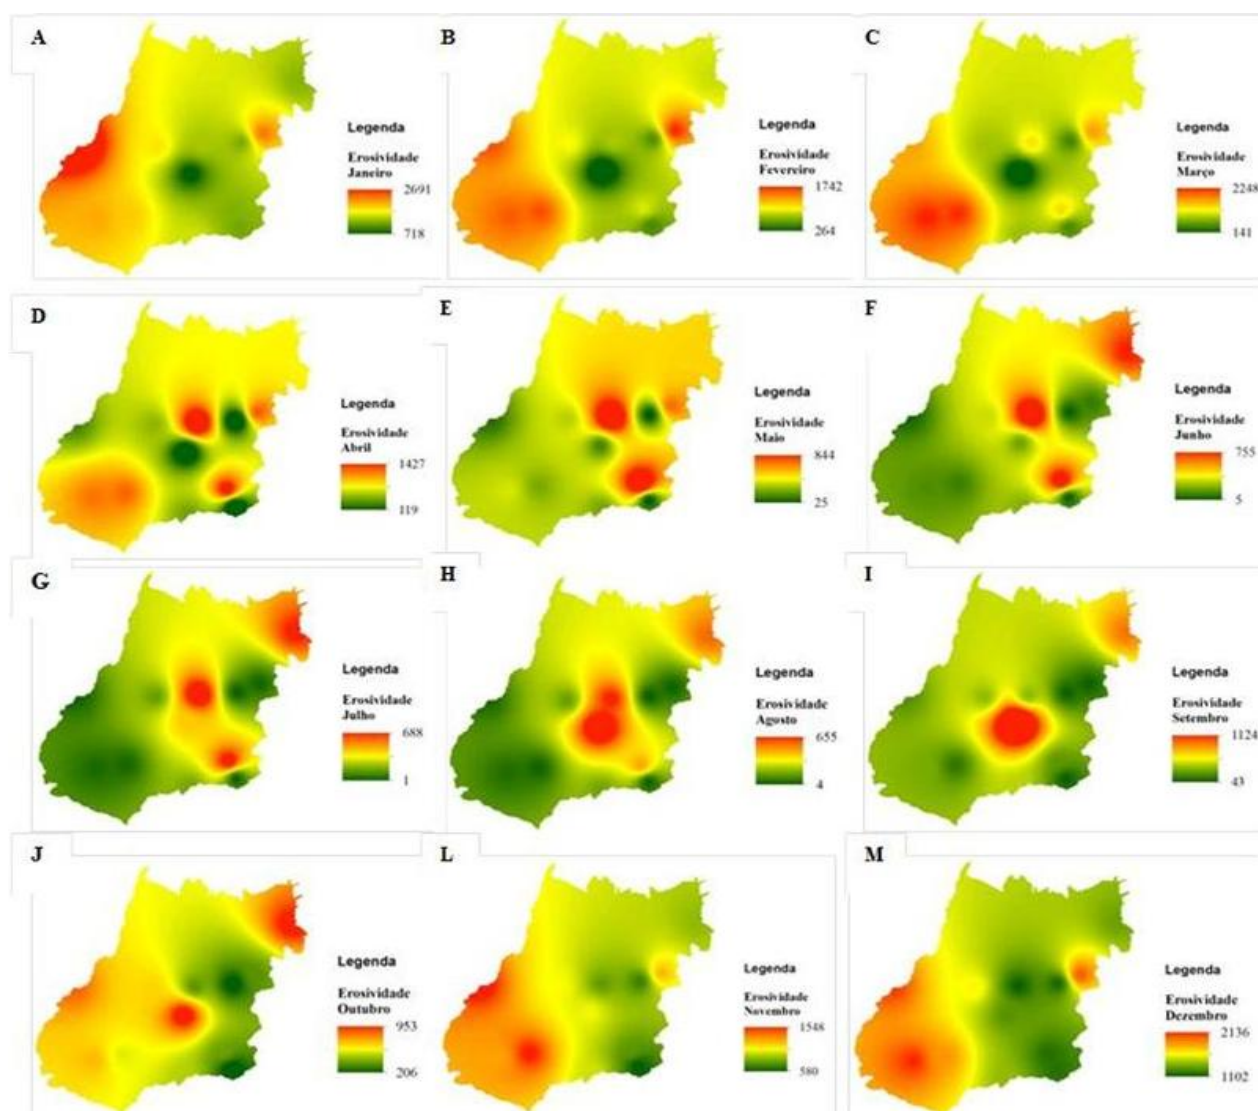 A
Legenda
Erosividade
Janeiro
2691
718
B
Legenda
Erosividade
Fevereiro
1742
264
C
Legenda
Erosividade
Março
2248
141
D
Legenda
Erosividade
Abril
1427
119
E
Legenda
Erosividade
Maio
844
25
F
Legenda
Erosividade
Junho
755
5
G
Legenda
Erosividade
Julho
688
1
H
Legenda
Erosividade
Agosto
655
4
I
Legenda
Erosividade
Setembro
1124
43
J
Legenda
Erosividade
Outubro
953
206
L
Legenda
Erosividade
Novembro
1548
580
M
Legenda
Erosividade
Dezembro
2136
1102